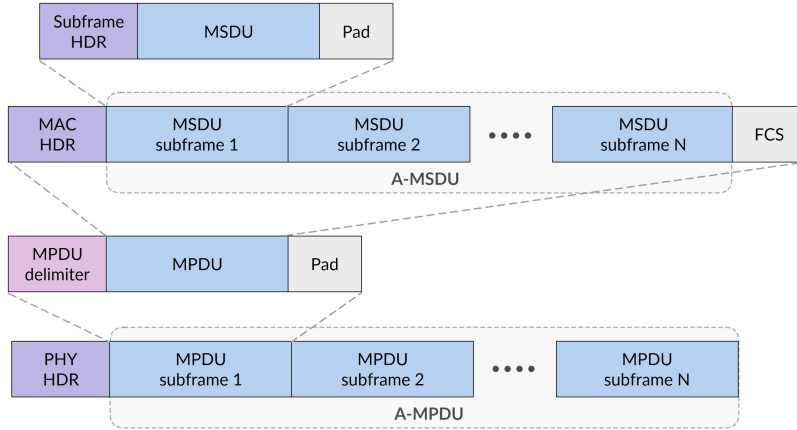 Subframe
HDR
MSDU
Pad
MAC
HDR
MSDU
subframe 1
MSDU
subframe 2
MSDU
subframe N
FCS
A-MSDU
MPDU
delimiter
MPDU
Pad
PHY
HDR
MPDU
subframe 1
MPDU
subframe 2
MPDU
subframe N
A-MPDU